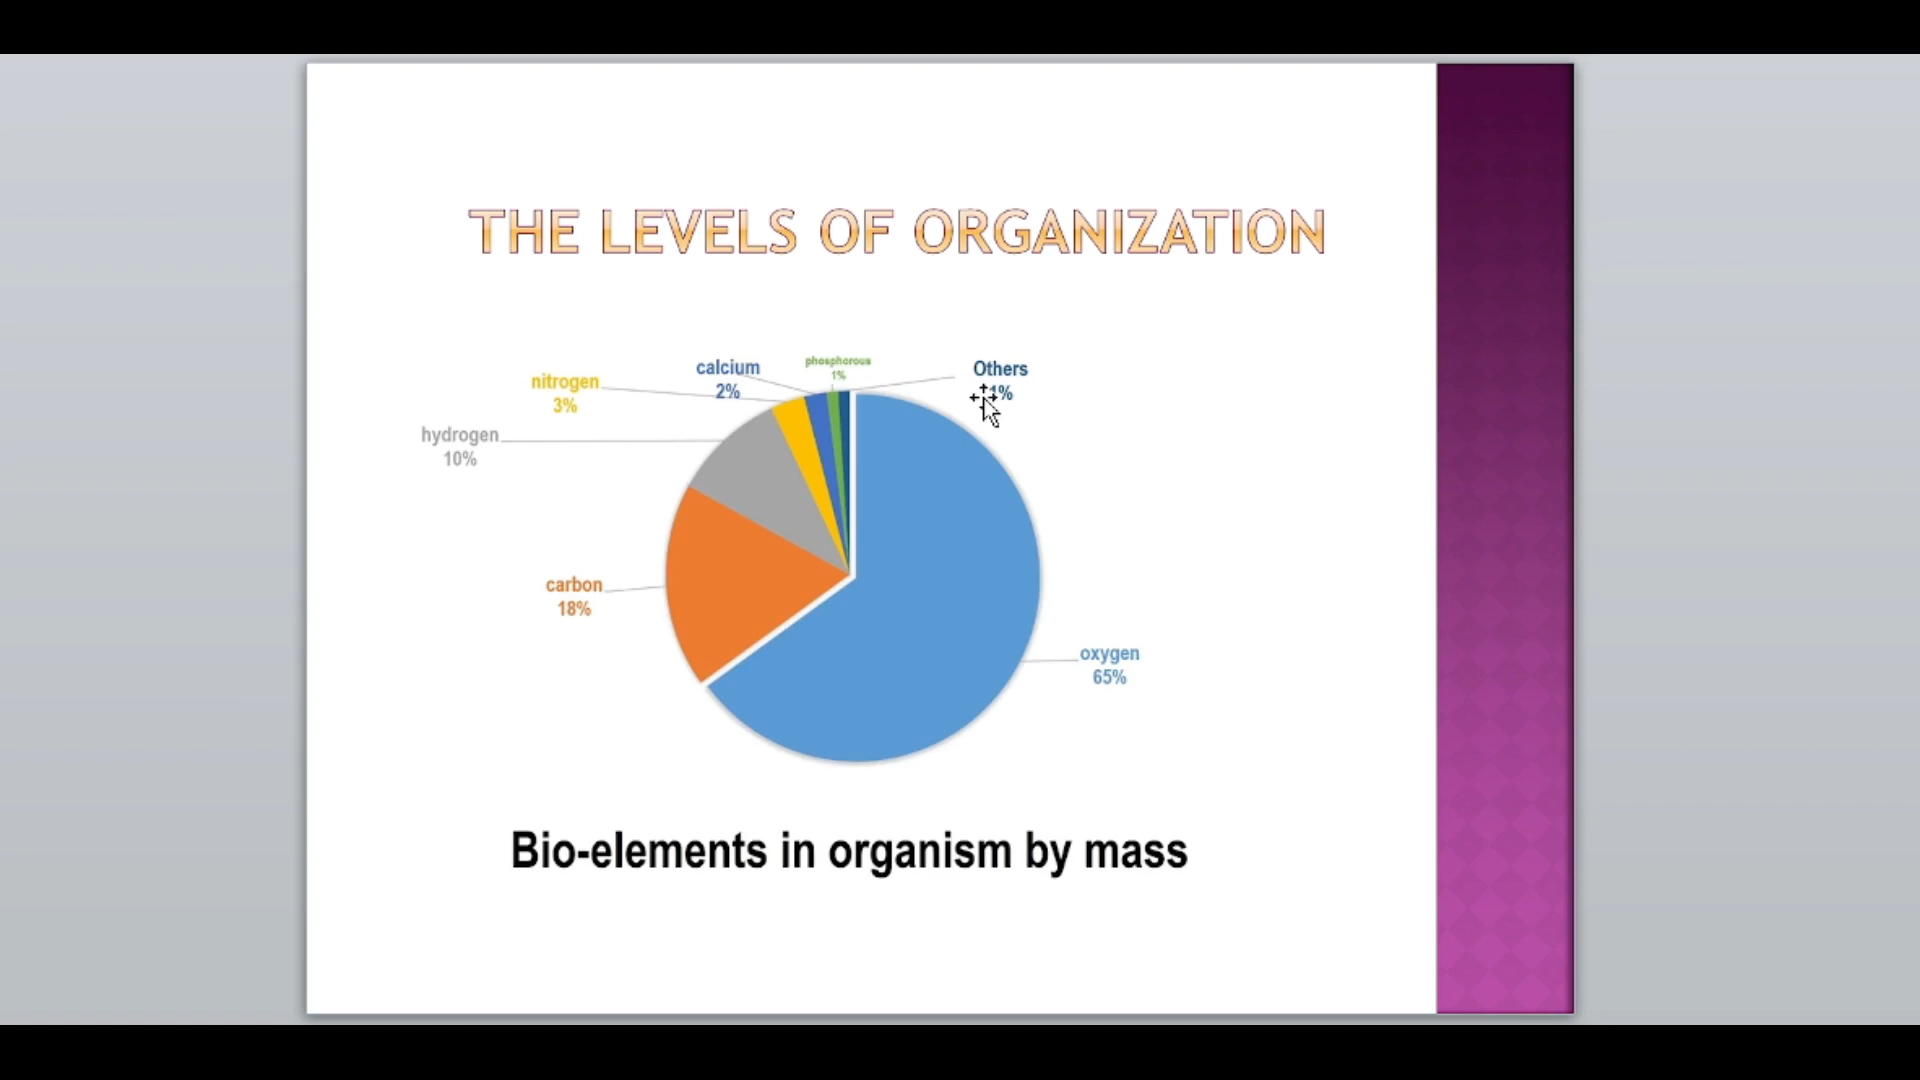 THE LEVELS OF ORGANIZATION
phosphorous
1%
calcium
2%
Others
1%
nitrogen
3%
hydrogen
10%
carbon
18%
oxygen
65%
Bio-elements in organism by mass